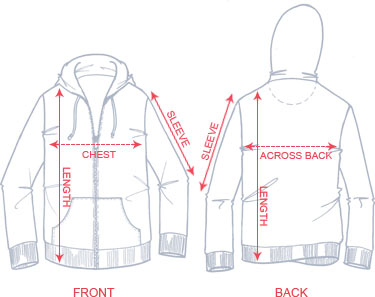 SLEEVE
CHEST
LENGTH
FRONT
SLEEVE
ACROSS BACK
LENGTH
BACK